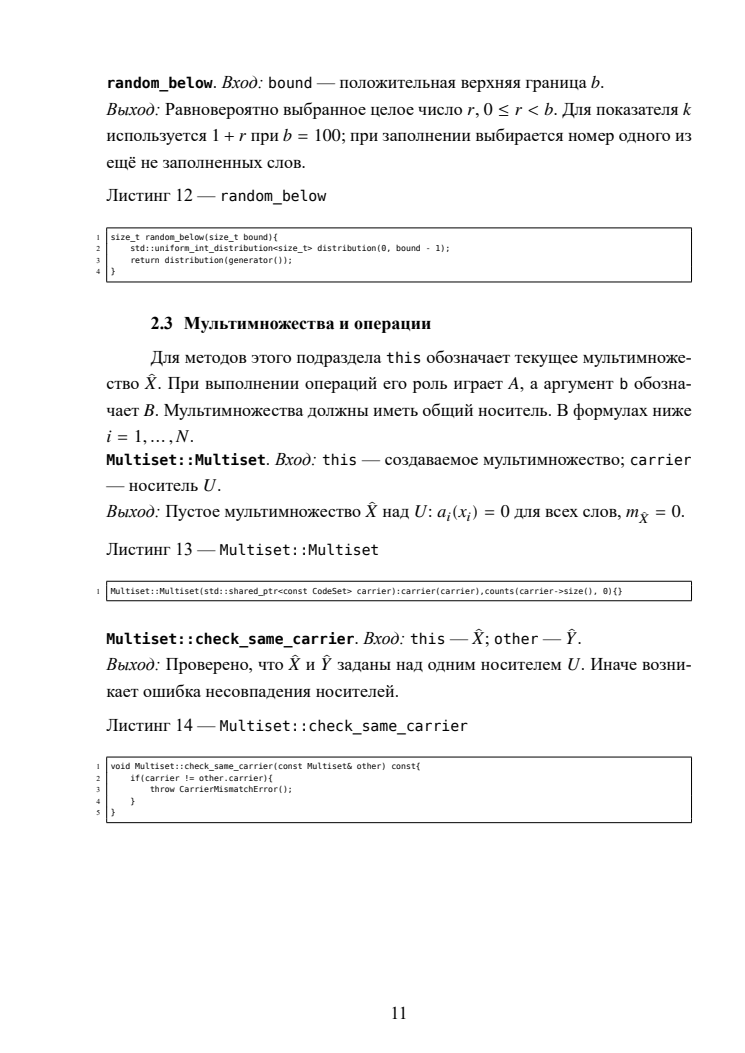 random_below. Вход: bound — положительная верхняя граница b.
Выход: Равновероятно выбранное целое число r, 0 ≤ r < b. Для показателя k
используется 1 + r при b = 100; при заполнении выбирается номер одного из
ещё не заполненных слов.
Листинг 12 — random_below
1 size_t random_below(size_t bound){
2     std::uniform_int_distribution<size_t> distribution(0, bound - 1);
3     return distribution(generator());
4 }
2.3 Мультимножества и операции
Для методов этого подраздела this обозначает текущее мультимноже-
ство X̂. При выполнении операций его роль играет A, а аргумент b обозна-
чает B. Мультимножества должны иметь общий носитель. В формулах ниже
i = 1, … , N.
Multiset::Multiset. Вход: this — создаваемое мультимножество; carrier
— носитель U.
Выход: Пустое мультимножество X̂ над U: a_i(x_i) = 0 для всех слов, m_X̂ = 0.
Листинг 13 — Multiset::Multiset
1 Multiset::Multiset(std::shared_ptr<const CodeSet> carrier):carrier(carrier),counts(carrier->size(), 0){}
Multiset::check_same_carrier. Вход: this — X̂; other — Ŷ.
Выход: Проверено, что X̂ и Ŷ заданы над одним носителем U. Иначе возни-
кает ошибка несовпадения носителей.
Листинг 14 — Multiset::check_same_carrier
1 void Multiset::check_same_carrier(const Multiset& other) const{
2     if(carrier != other.carrier){
3         throw CarrierMismatchError();
4     }
5 }
11